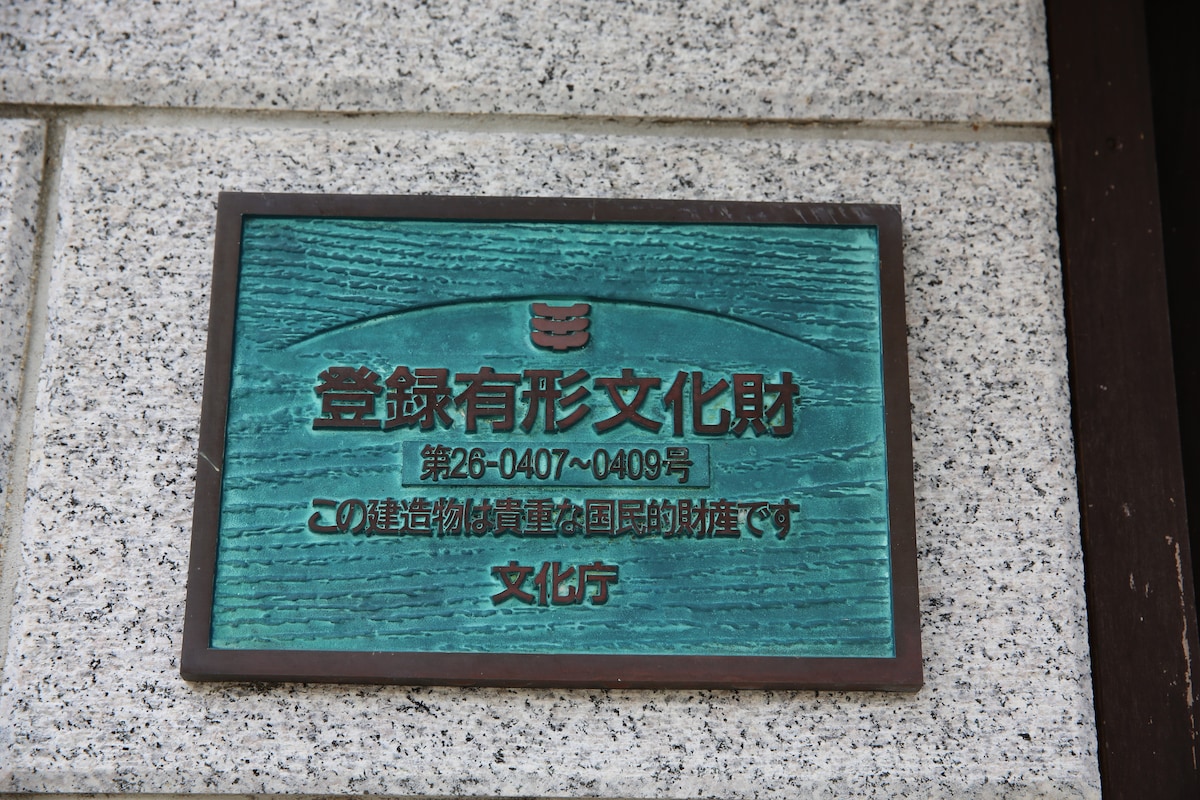 登録有形文化財
第26-0407~0409号
この建造物は貴重な国民的財産です
文化庁